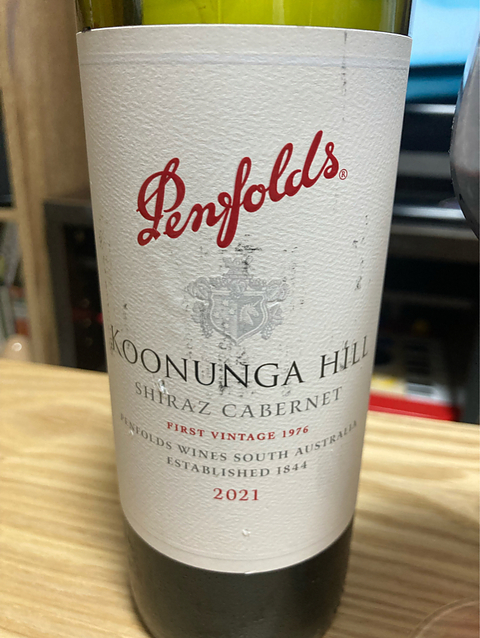 Penfolds®
KOONUNGA HILL
SHIRAZ CABERNET
FIRST VINTAGE 1976
PENFOLDS WINES SOUTH AUSTRALIA
ESTABLISHED 1844
2021